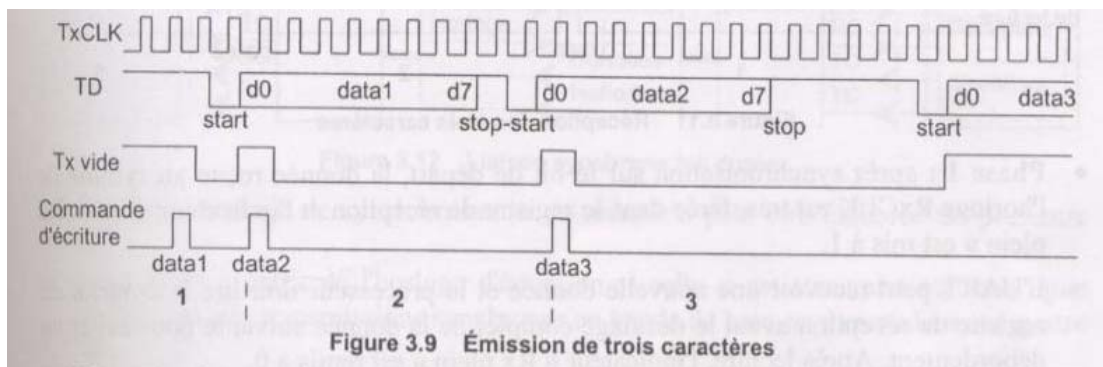 TxCLK
TD
d0 data1 d7 d0 data2 d7 d0 data3
start stop-start stop start
Tx vide
Commande
d'écriture
data1 data2 data3
1 2 3
Figure 3.9 Émission de trois caractères